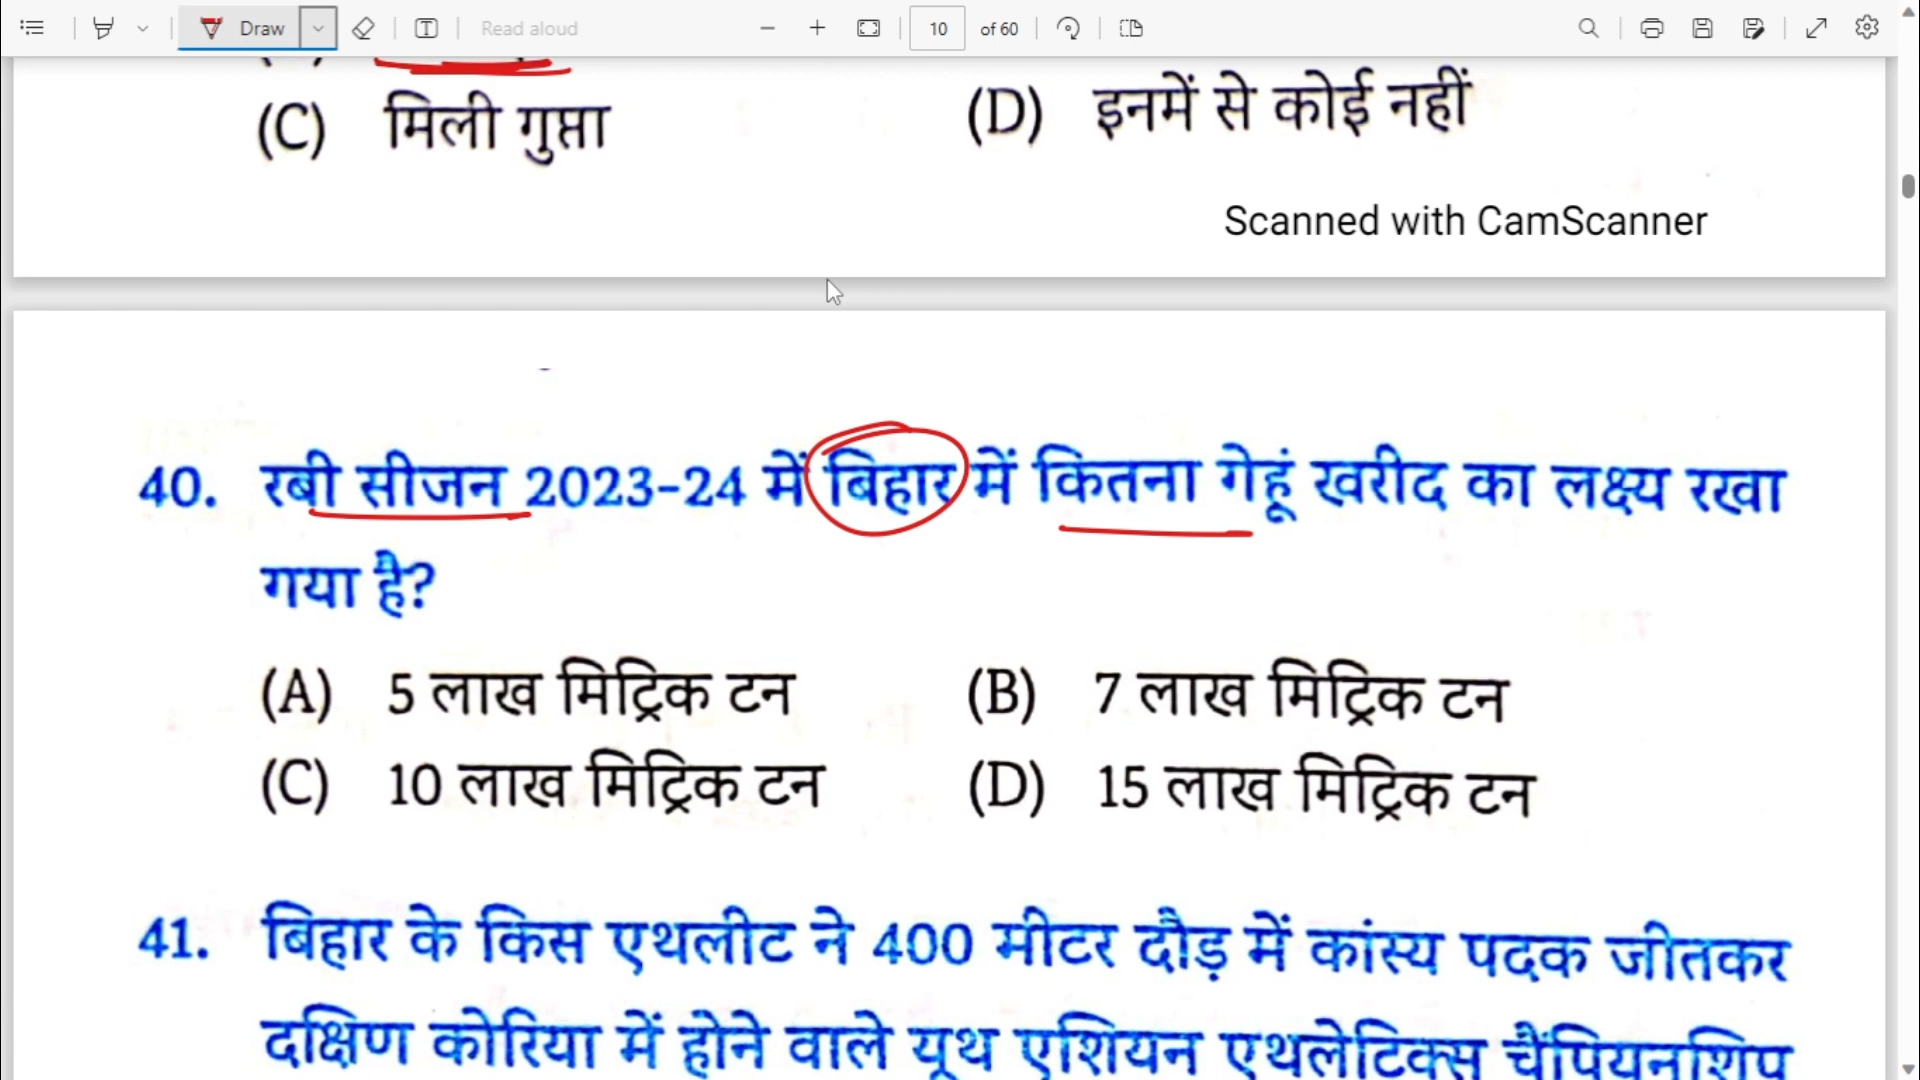 Draw
Read aloud
10 of 60
(C) मिली गुप्ता (D) इनमें से कोई नहीं
Scanned with CamScanner
40. रबी सीजन 2023-24 में बिहार में कितना गेहूं खरीद का लक्ष्य रखा
गया है?
(A) 5 लाख मिट्रिक टन (B) 7 लाख मिट्रिक टन
(C) 10 लाख मिट्रिक टन (D) 15 लाख मिट्रिक टन
41. बिहार के किस एथलीट ने 400 मीटर दौड़ में कांस्य पदक जीतकर
दक्षिण कोरिया में होने वाले यूथ एशियन एथलेटिक्स चैंपियनशिप